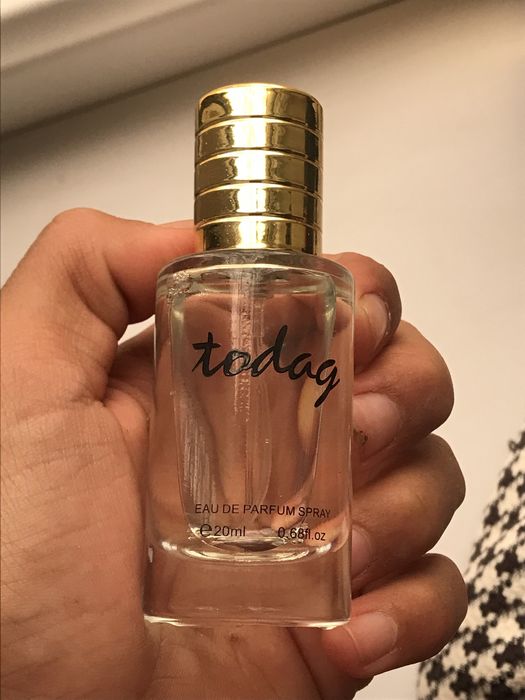 todag
EAU DE PARFUM SPRAY
℮20ml 0.68fl.oz